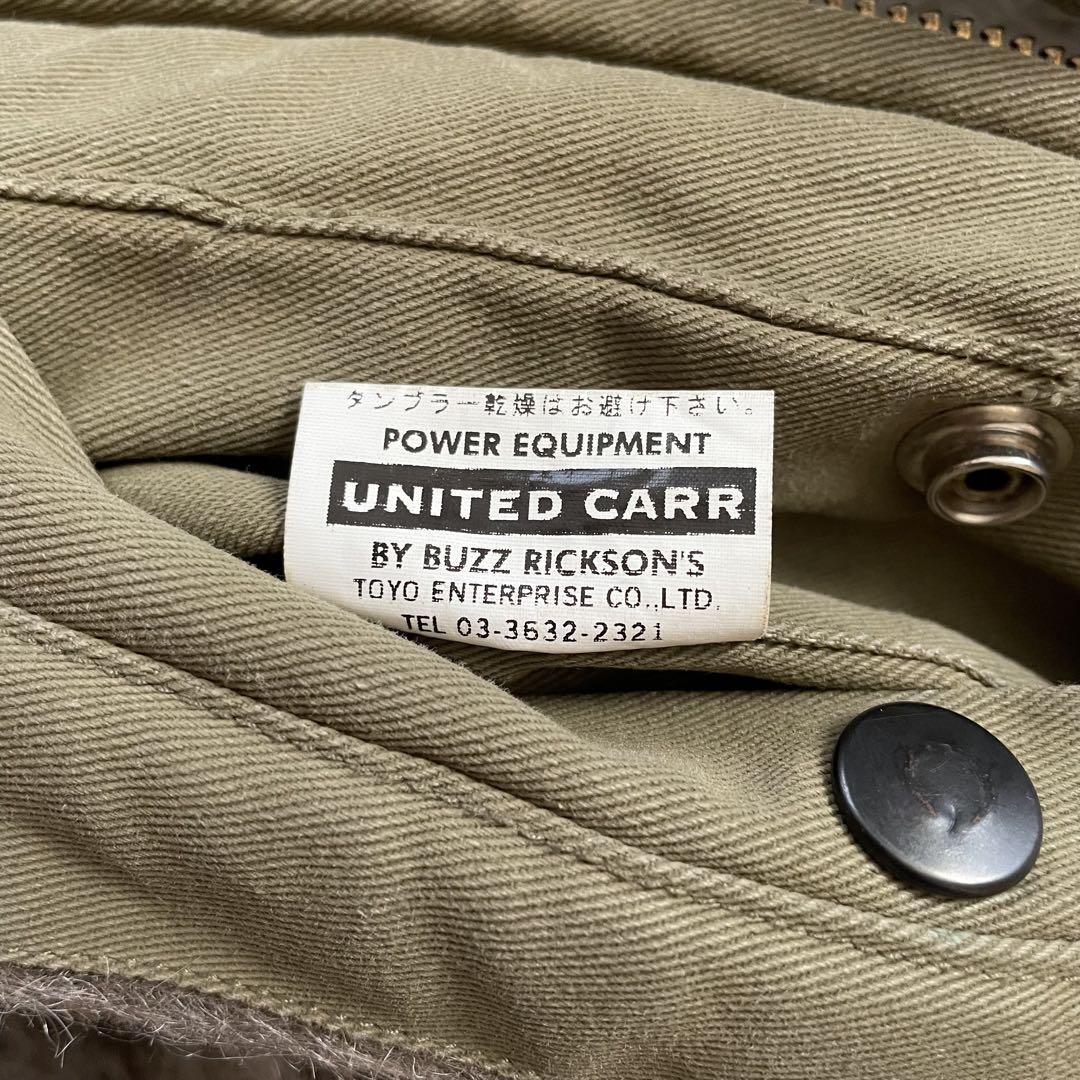 タンブラー乾燥はお避け下さい。
POWER EQUIPMENT
UNITED CARR
BY BUZZ RICKSON'S
TOYO ENTERPRISE CO.,LTD.
TEL 03-3632-2321